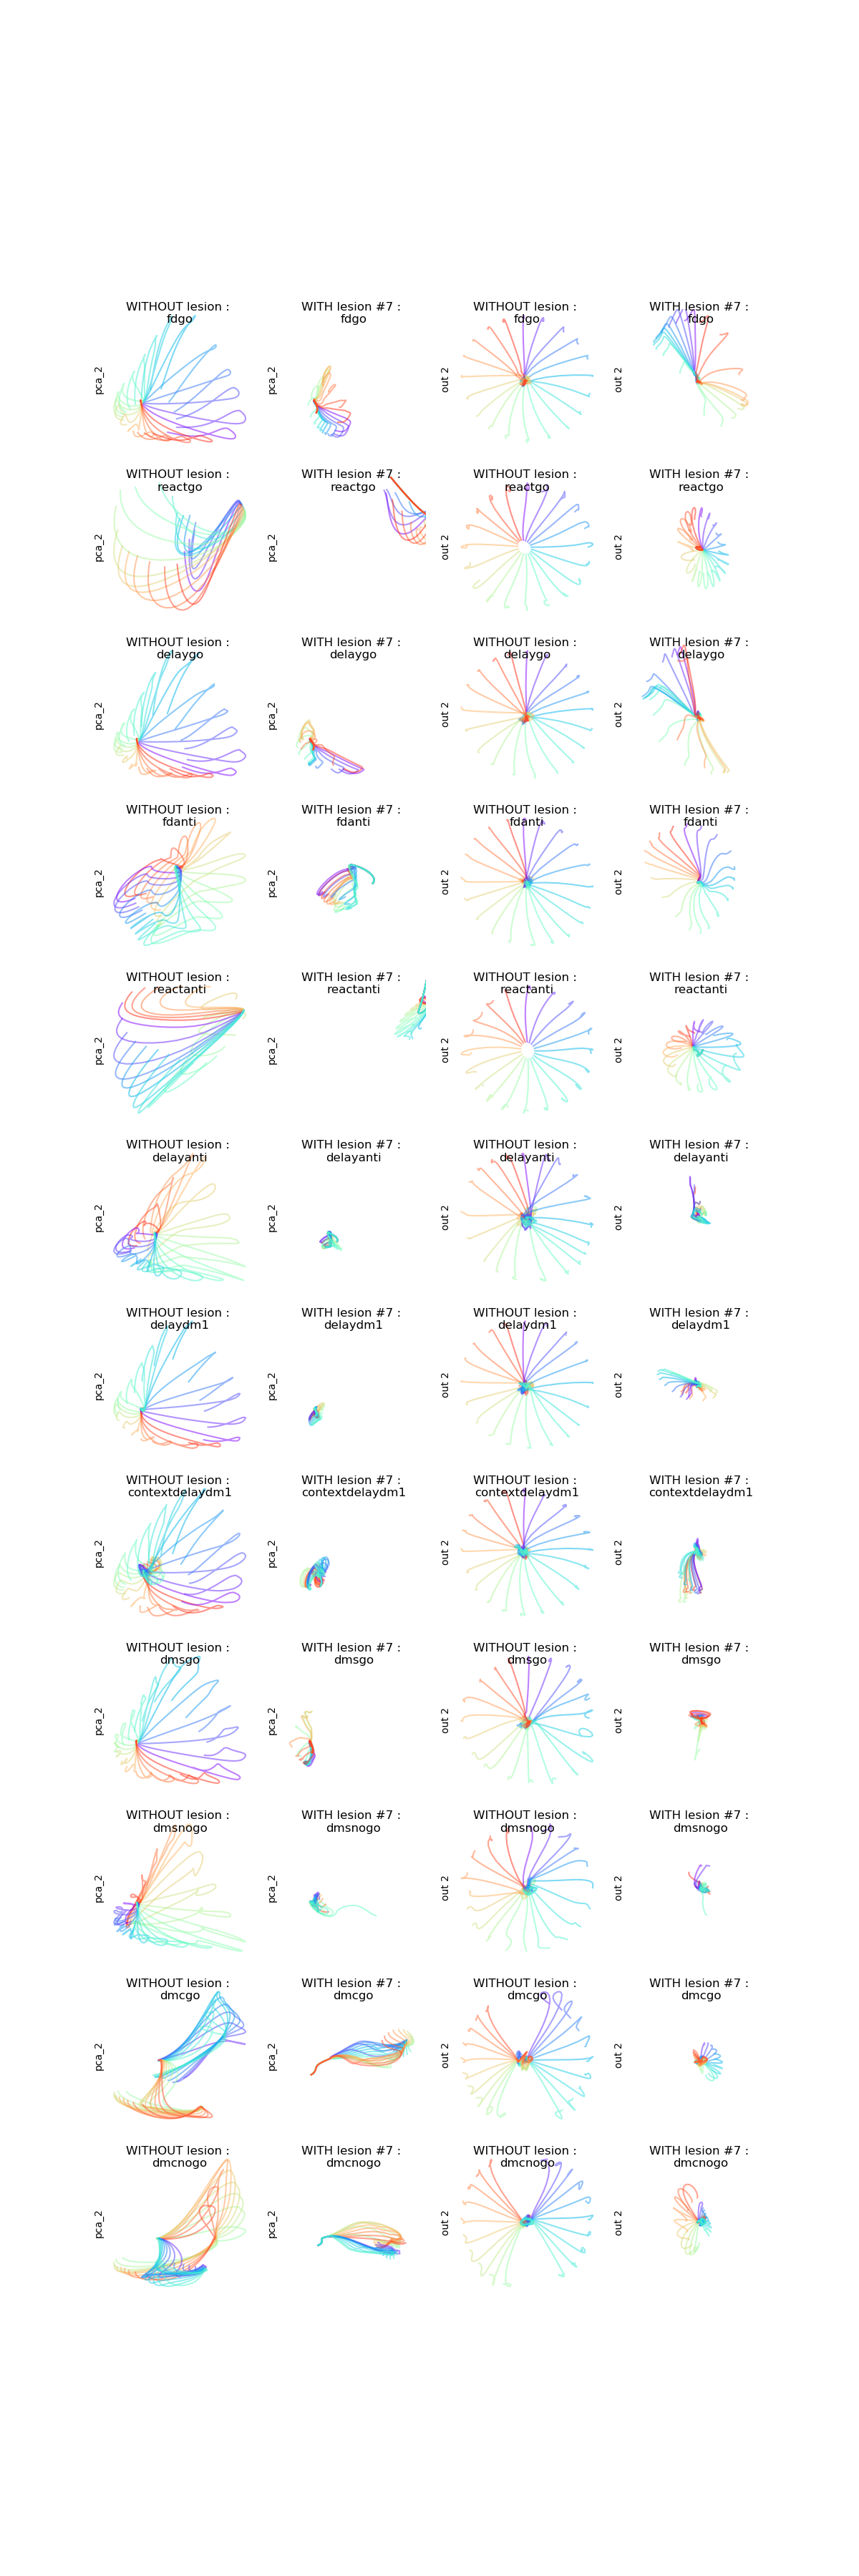 WITHOUT lesion :
fdgo
WITH lesion #7 :
fdgo
WITHOUT lesion :
fdgo
WITH lesion #7 :
fdgo
pca_2
pca_2
out 2
out 2
WITHOUT lesion :
reactgo
WITH lesion #7 :
reactgo
WITHOUT lesion :
reactgo
WITH lesion #7 :
reactgo
pca_2
pca_2
out 2
out 2
WITHOUT lesion :
delaygo
WITH lesion #7 :
delaygo
WITHOUT lesion :
delaygo
WITH lesion #7 :
delaygo
pca_2
pca_2
out 2
out 2
WITHOUT lesion :
fdanti
WITH lesion #7 :
fdanti
WITHOUT lesion :
fdanti
WITH lesion #7 :
fdanti
pca_2
pca_2
out 2
out 2
WITHOUT lesion :
reactanti
WITH lesion #7 :
reactanti
WITHOUT lesion :
reactanti
WITH lesion #7 :
reactanti
pca_2
pca_2
out 2
out 2
WITHOUT lesion :
delayanti
WITH lesion #7 :
delayanti
WITHOUT lesion :
delayanti
WITH lesion #7 :
delayanti
pca_2
pca_2
out 2
out 2
WITHOUT lesion :
delaydm1
WITH lesion #7 :
delaydm1
WITHOUT lesion :
delaydm1
WITH lesion #7 :
delaydm1
pca_2
pca_2
out 2
out 2
WITHOUT lesion :
contextdelaydm1
WITH lesion #7 :
contextdelaydm1
WITHOUT lesion :
contextdelaydm1
WITH lesion #7 :
contextdelaydm1
pca_2
pca_2
out 2
out 2
WITHOUT lesion :
dmsgo
WITH lesion #7 :
dmsgo
WITHOUT lesion :
dmsgo
WITH lesion #7 :
dmsgo
pca_2
pca_2
out 2
out 2
WITHOUT lesion :
dmsnogo
WITH lesion #7 :
dmsnogo
WITHOUT lesion :
dmsnogo
WITH lesion #7 :
dmsnogo
pca_2
pca_2
out 2
out 2
WITHOUT lesion :
dmcgo
WITH lesion #7 :
dmcgo
WITHOUT lesion :
dmcgo
WITH lesion #7 :
dmcgo
pca_2
pca_2
out 2
out 2
WITHOUT lesion :
dmcnogo
WITH lesion #7 :
dmcnogo
WITHOUT lesion :
dmcnogo
WITH lesion #7 :
dmcnogo
pca_2
pca_2
out 2
out 2